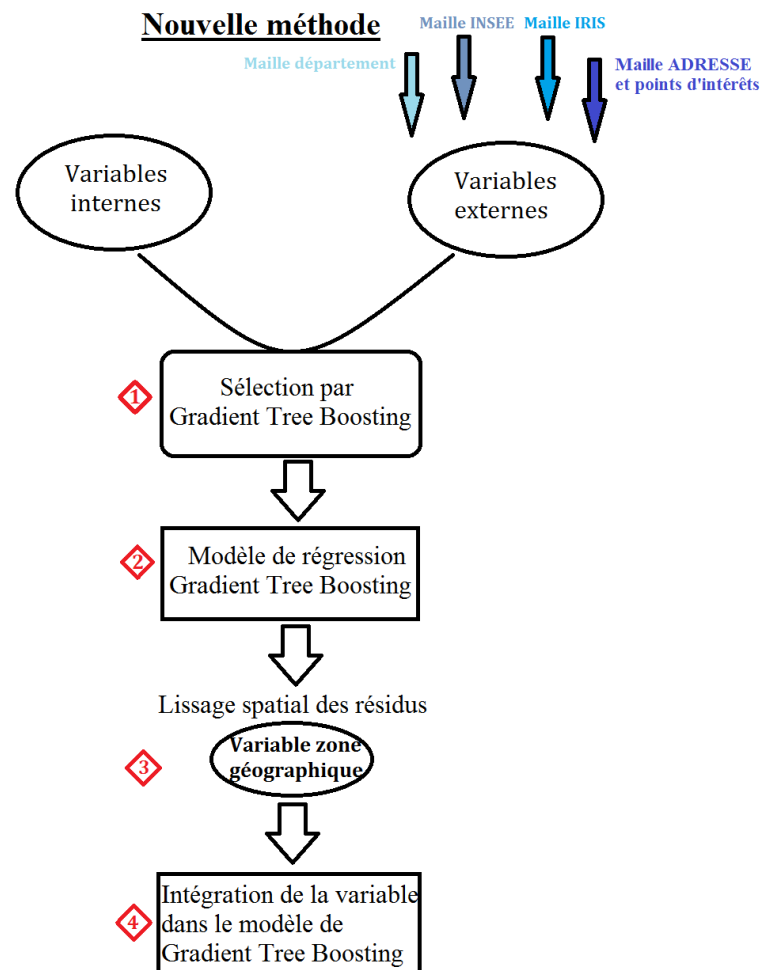 Nouvelle méthode
Maille INSEE
Maille IRIS
Maille département
Maille ADRESSE
et points d'intérêts
Variables
internes
Variables
externes
1
Sélection par
Gradient Tree Boosting
2
Modèle de régression
Gradient Tree Boosting
Lissage spatial des résidus
3
Variable zone
géographique
4
Intégration de la variable
dans le modèle de
Gradient Tree Boosting